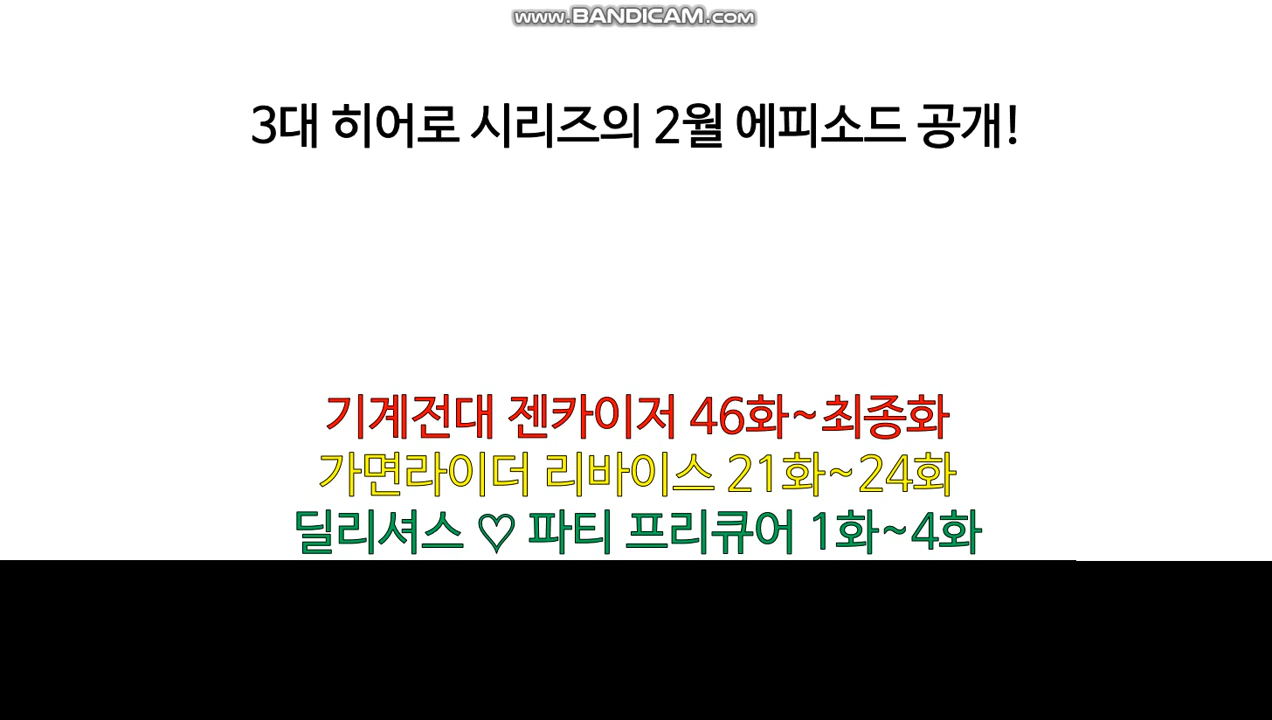 www.BANDICAM.com
3대 히어로 시리즈의 2월 에피소드 공개!
기계전대 젠카이저 46화~최종화
가면라이더 리바이스 21화~24화
딜리셔스 ♡ 파티 프리큐어 1화~4화